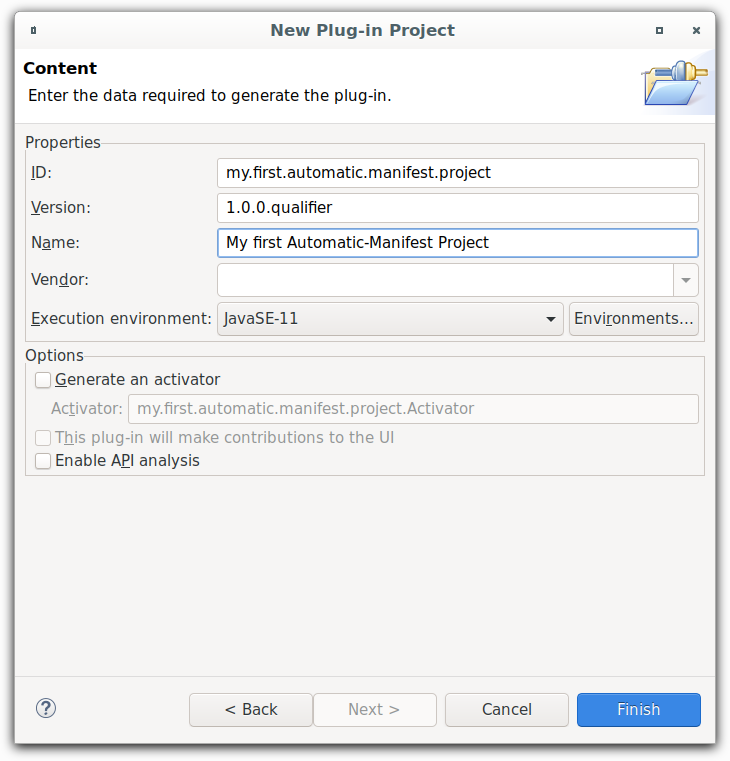 New Plug-in Project
Content
Enter the data required to generate the plug-in.
Properties
ID: my.first.automatic.manifest.project
Version: 1.0.0.qualifier
Name: My first Automatic-Manifest Project
Vendor:
Execution environment: JavaSE-11 Environments...
Options
Generate an activator
Activator: my.first.automatic.manifest.project.Activator
This plug-in will make contributions to the UI
Enable API analysis
? < Back Next > Cancel Finish